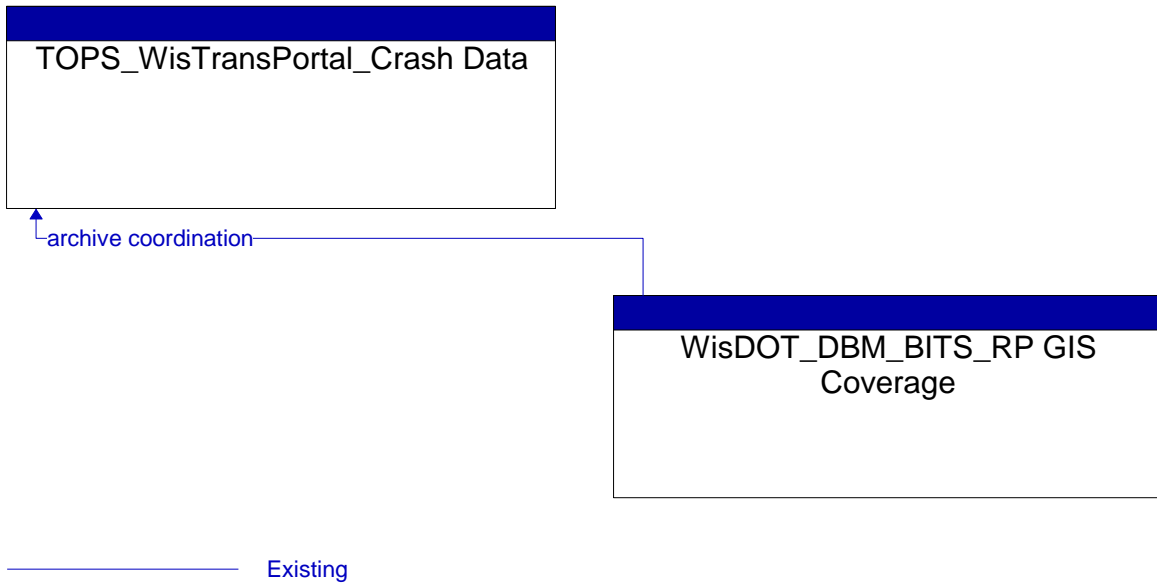 TOPS_WisTransPortal_Crash Data
archive coordination
WisDOT_DBM_BITS_RP GIS
Coverage
Existing